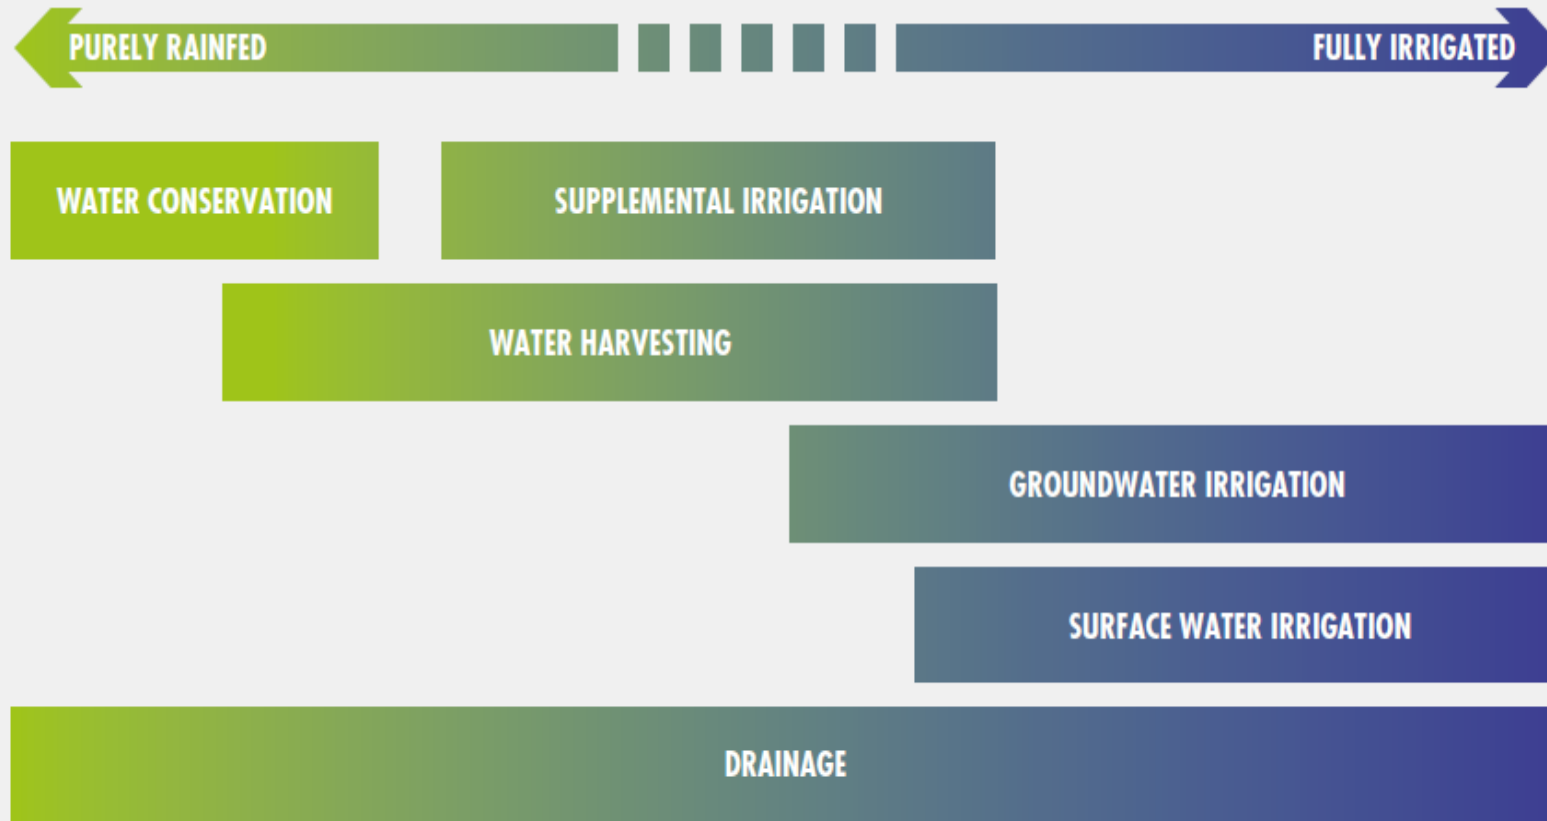 PURELY RAINFED
FULLY IRRIGATED
WATER CONSERVATION
SUPPLEMENTAL IRRIGATION
WATER HARVESTING
GROUNDWATER IRRIGATION
SURFACE WATER IRRIGATION
DRAINAGE